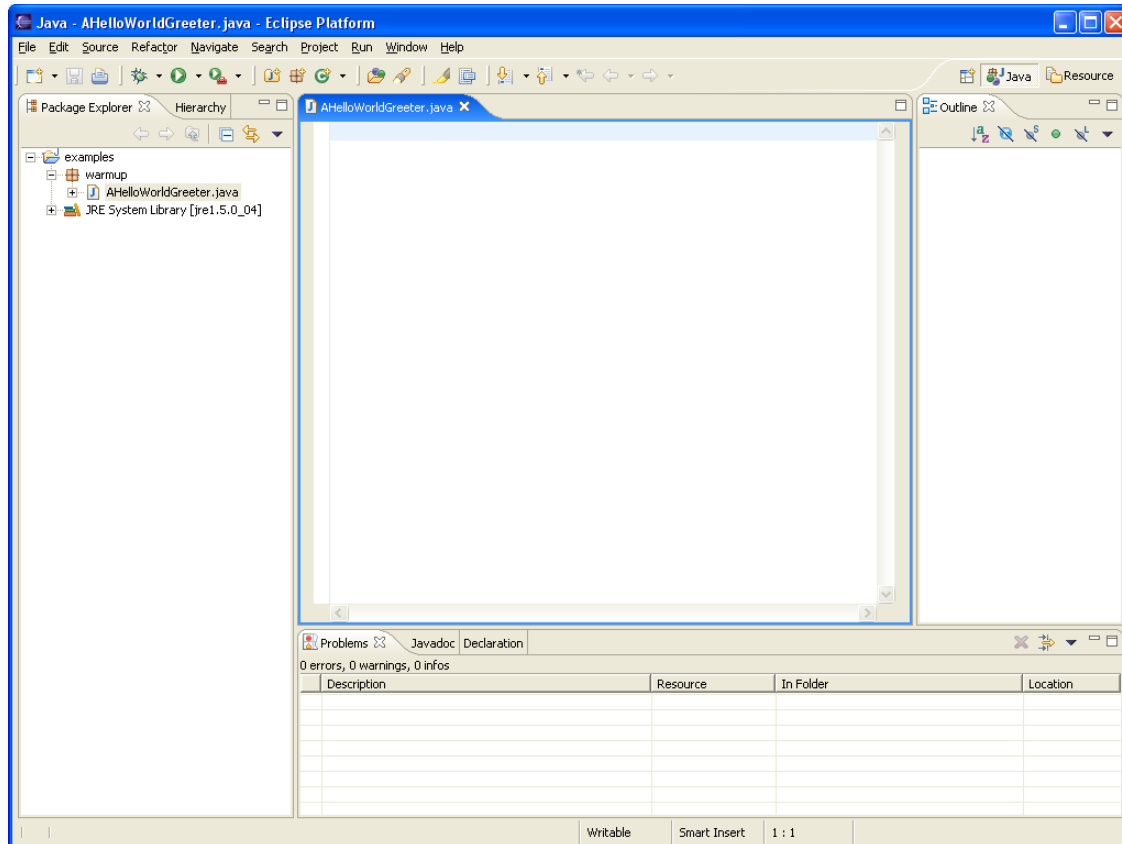 Java - AHelloWorldGreeter.java - Eclipse Platform
File Edit Source Refactor Navigate Search Project Run Window Help
Java Resource
Package Explorer Hierarchy
AHelloWorldGreeter.java
Outline
examples
warmup
AHelloWorldGreeter.java
JRE System Library [jre1.5.0_04]
Problems Javadoc Declaration
0 errors, 0 warnings, 0 infos
Description Resource In Folder Location
Writable Smart Insert 1 : 1